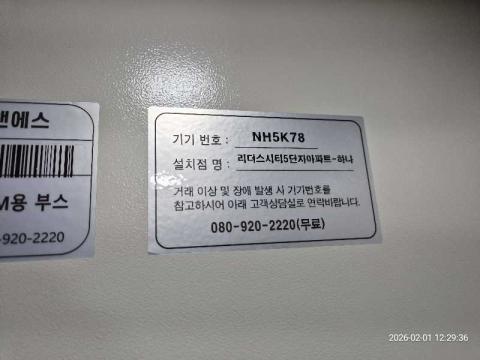 앤에스
M용 부스
-920-2220
기기 번호 : NH5K78
설치점 명 : 리더스시티5단지아파트-하나
거래 이상 및 장애 발생 시 기기번호를
참고하시어 아래 고객상담실로 연락바랍니다.
080-920-2220(무료)
2026-02-01 12:29:36